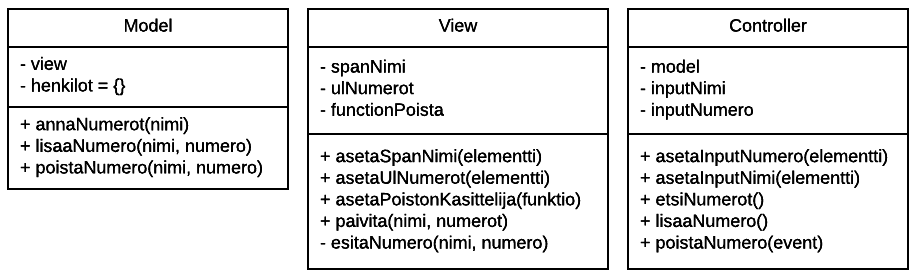 Model
- view
- henkilot = {}
+ annaNumerot(nimi)
+ lisaaNumero(nimi, numero)
+ poistaNumero(nimi, numero)
View
- spanNimi
- ulNumerot
- functionPoista
+ asetaSpanNimi(elementti)
+ asetaUlNumerot(elementti)
+ asetaPoistonKasittelija(funktio)
+ paivita(nimi, numerot)
- esitaNumero(nimi, numero)
Controller
- model
- inputNimi
- inputNumero
+ asetaInputNumero(elementti)
+ asetaInputNimi(elementti)
+ etsiNumerot()
+ lisaaNumero()
+ poistaNumero(event)